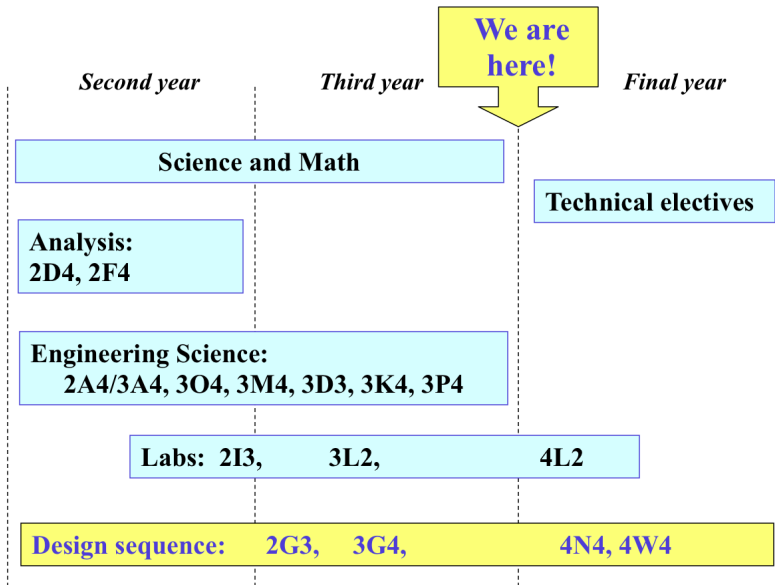 We are
here!
Second year
Third year
Final year
Science and Math
Technical electives
Analysis:
2D4, 2F4
Engineering Science:
2A4/3A4, 3O4, 3M4, 3D3, 3K4, 3P4
Labs: 2I3, 3L2, 4L2
Design sequence: 2G3, 3G4, 4N4, 4W4